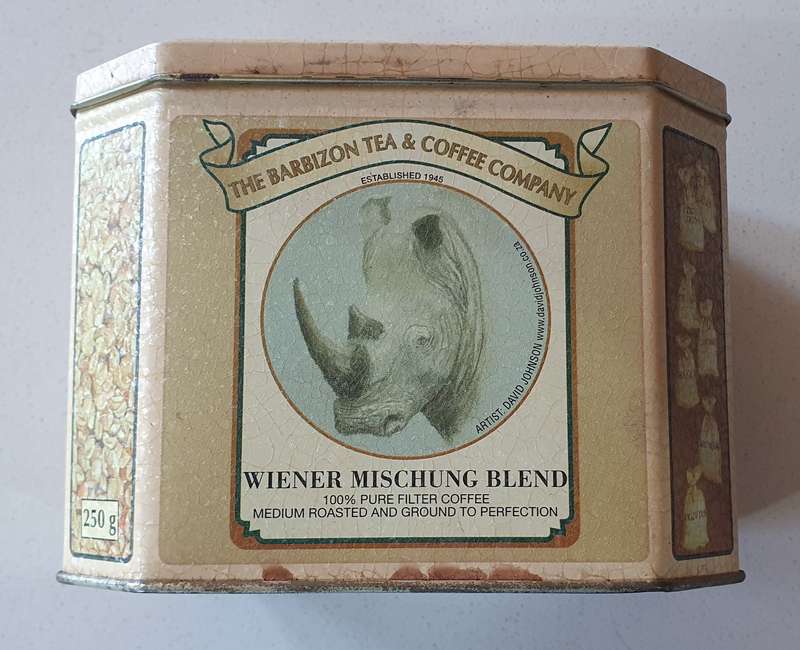 THE BARBIZON TEA & COFFEE COMPANY
ESTABLISHED 1945
ARTIST: DAVID JOHNSON www.davidjohnson.co.za
WIENER MISCHUNG BLEND
100% PURE FILTER COFFEE
MEDIUM ROASTED AND GROUND TO PERFECTION
250 g